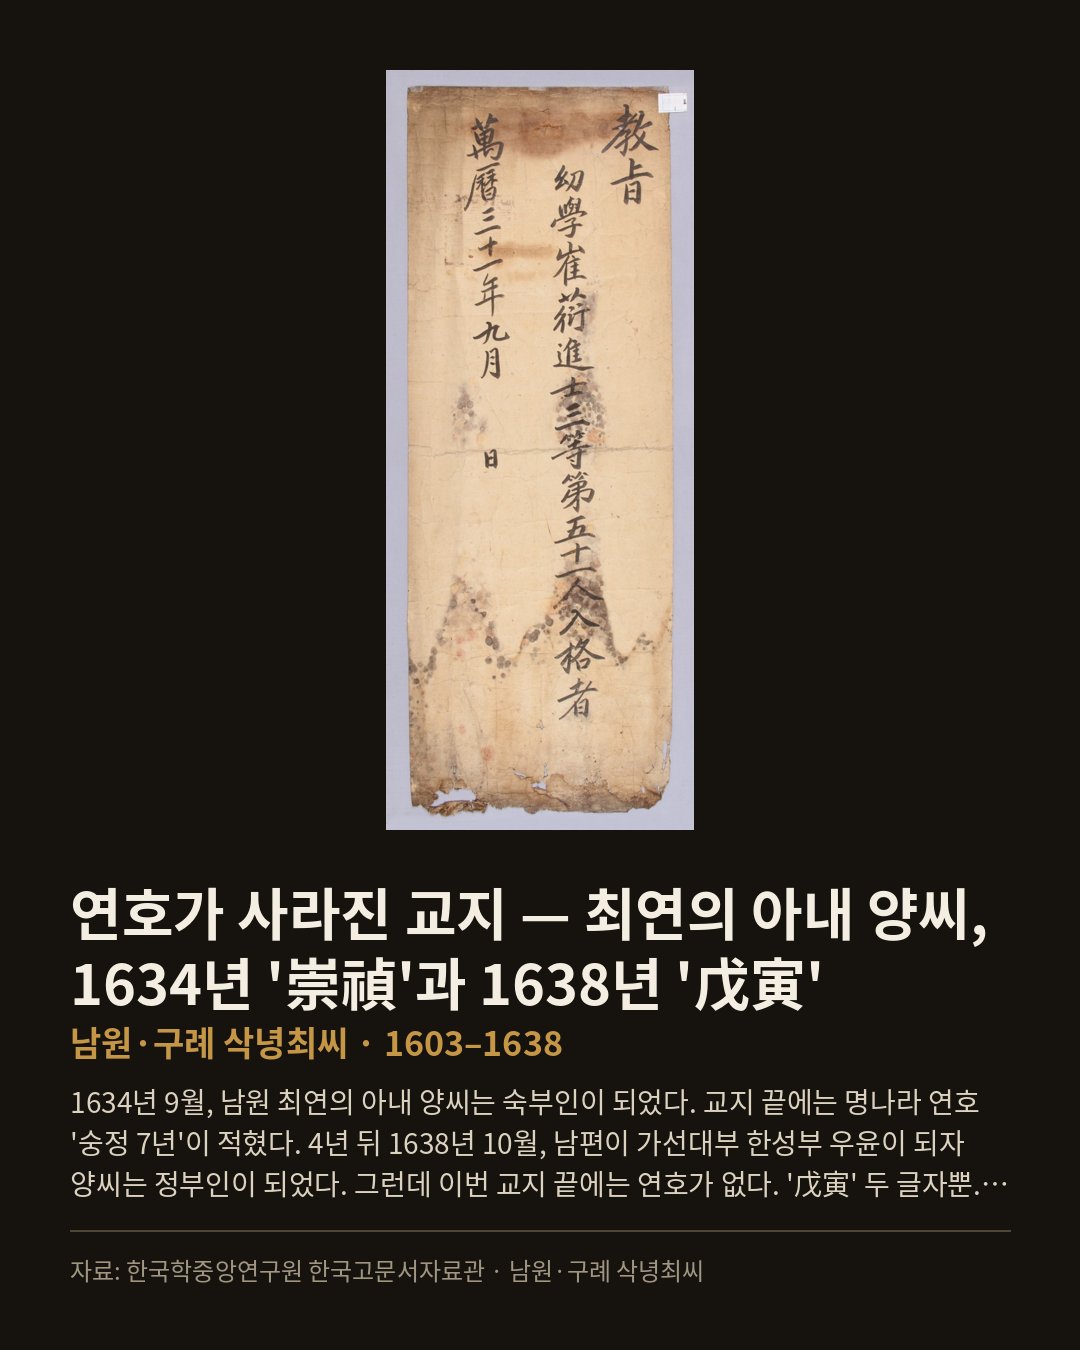 教旨
幼學崔葕進士三等第五十一人入格者
萬曆三十一年九月
日
연호가 사라진 교지 — 최연의 아내 양씨,
1634년 '崇禎'과 1638년 '戊寅'
남원·구례 삭녕최씨 · 1603–1638
1634년 9월, 남원 최연의 아내 양씨는 숙부인이 되었다. 교지 끝에는 명나라 연호
'숭정 7년'이 적혔다. 4년 뒤 1638년 10월, 남편이 가선대부 한성부 우윤이 되자
양씨는 정부인이 되었다. 그런데 이번 교지 끝에는 연호가 없다. '戊寅' 두 글자뿐.…
자료: 한국학중앙연구원 한국고문서자료관 · 남원·구례 삭녕최씨